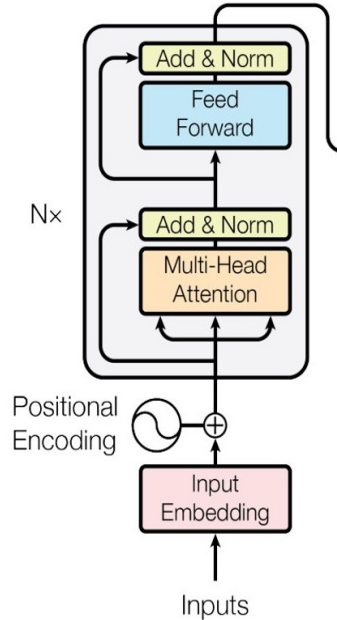 Add & Norm
Feed
Forward
N×
Add & Norm
Multi-Head
Attention
Positional
Encoding
Input
Embedding
Inputs